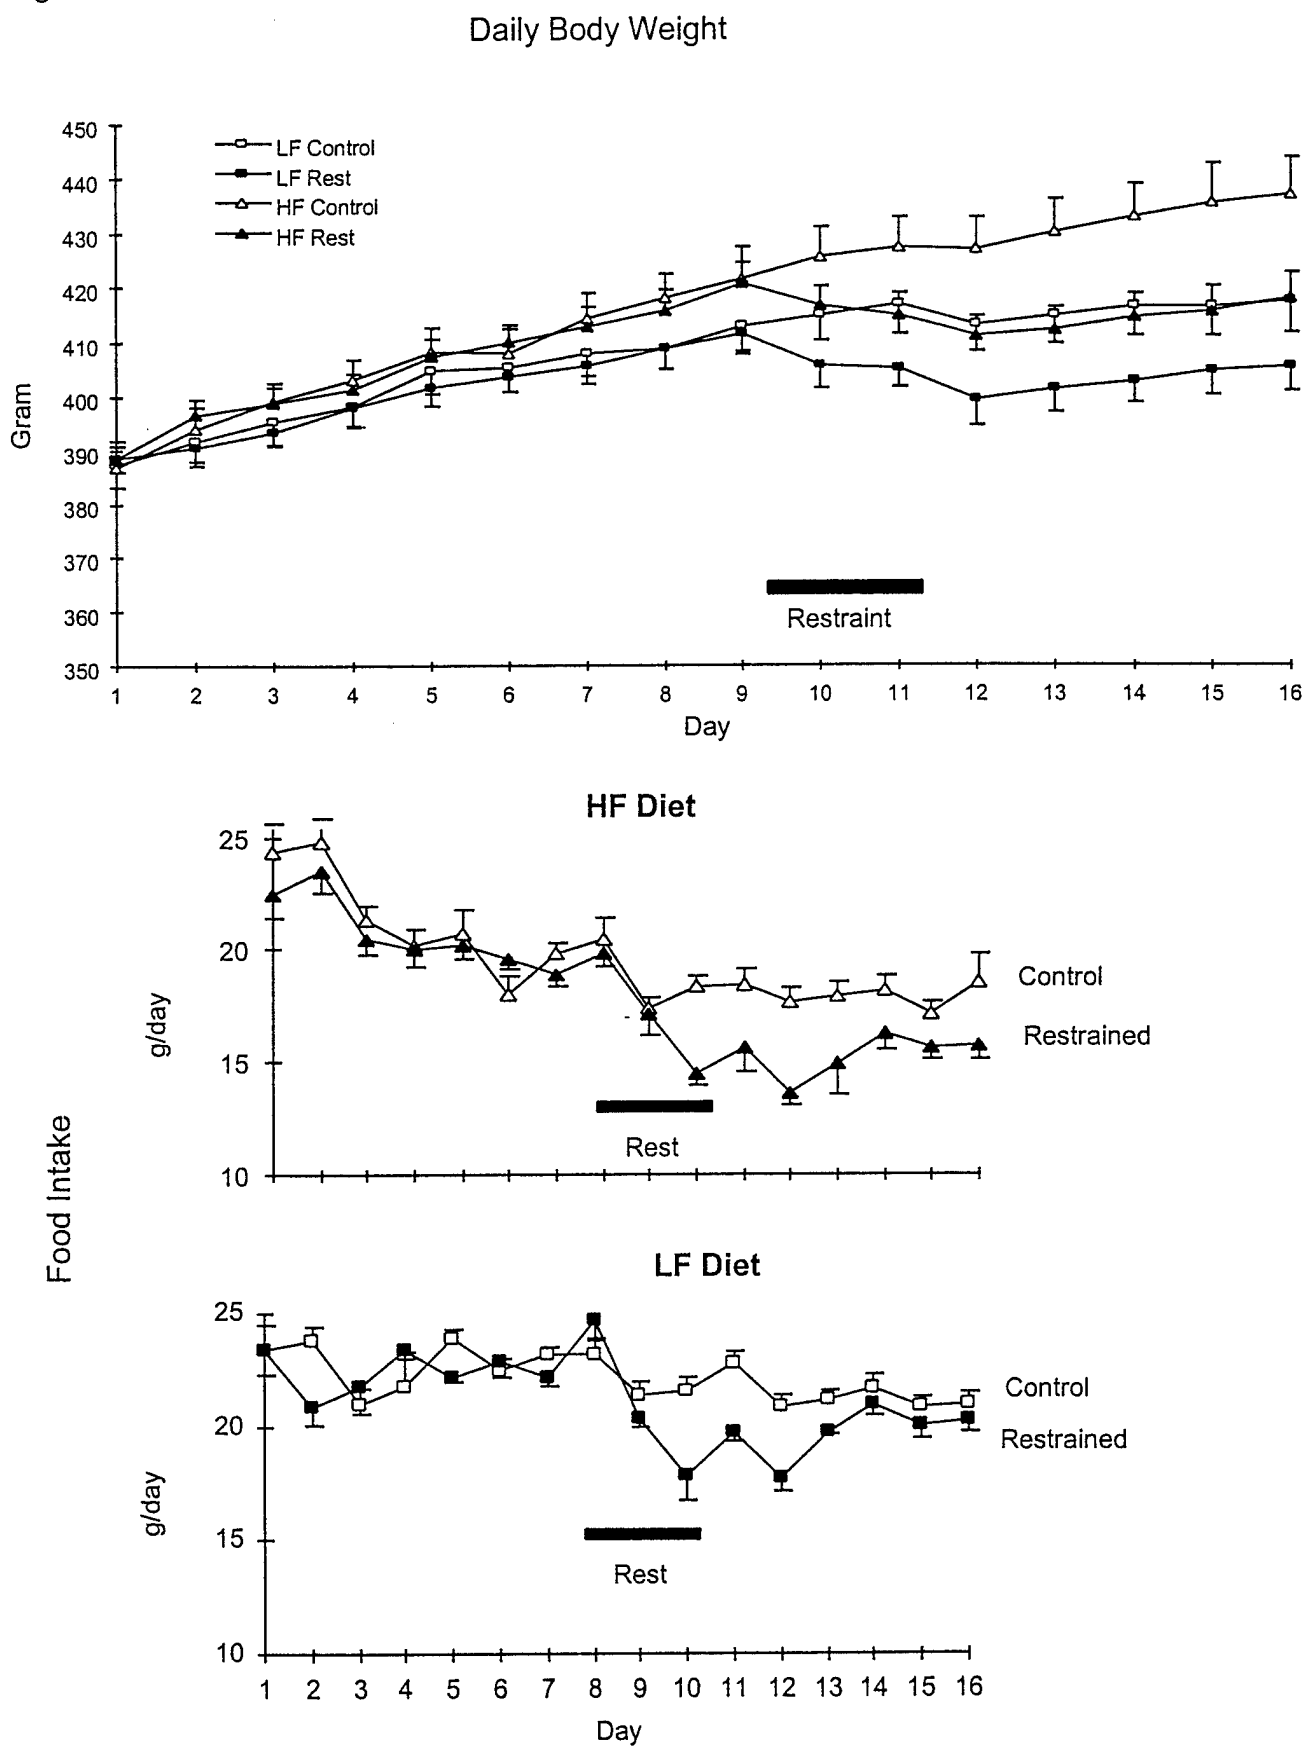 Daily Body Weight
450
440
430
420
410
400
390
380
370
360
350
Gram
LF Control
LF Rest
HF Control
HF Rest
Restraint
1 2 3 4 5 6 7 8 9 10 11 12 13 14 15 16
Day
HF Diet
25
20
15
10
g/day
Control
Restrained
Rest
Food Intake
LF Diet
25
20
15
10
g/day
Control
Restrained
Rest
1 2 3 4 5 6 7 8 9 10 11 12 13 14 15 16
Day